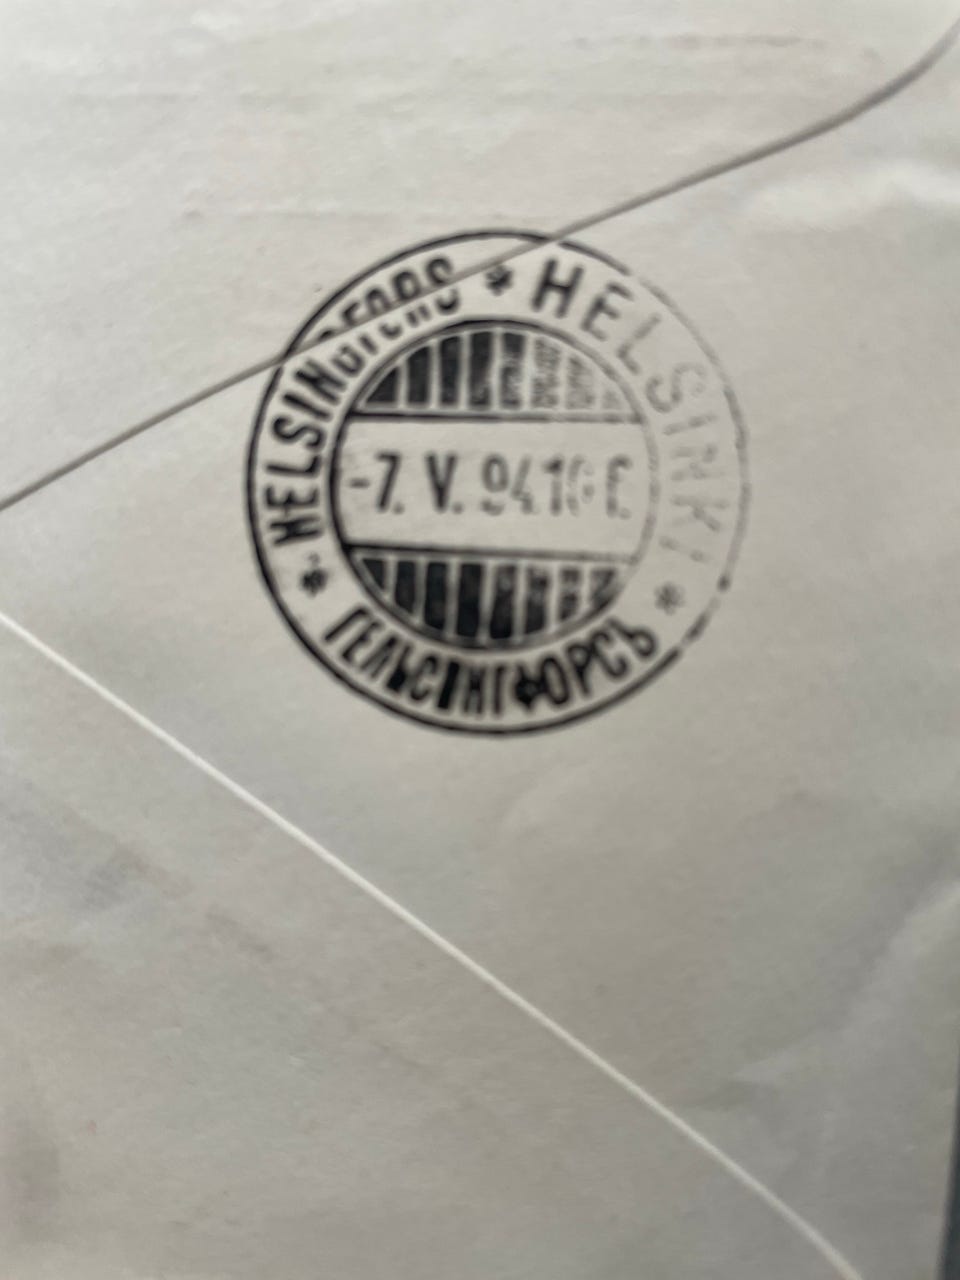 HELSINGFORS * HELSINKI *
-7. V. 94.10 F.
* ГЕЛЬСИНГФОРСЪ